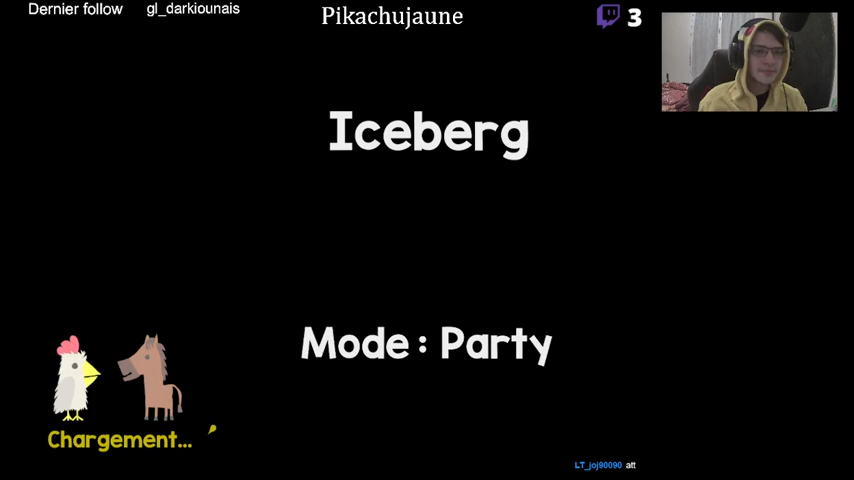 Dernier follow gl_darkiounais
Pikachujaune
3
Iceberg
Mode : Party
Chargement...
LT_joj90090 att